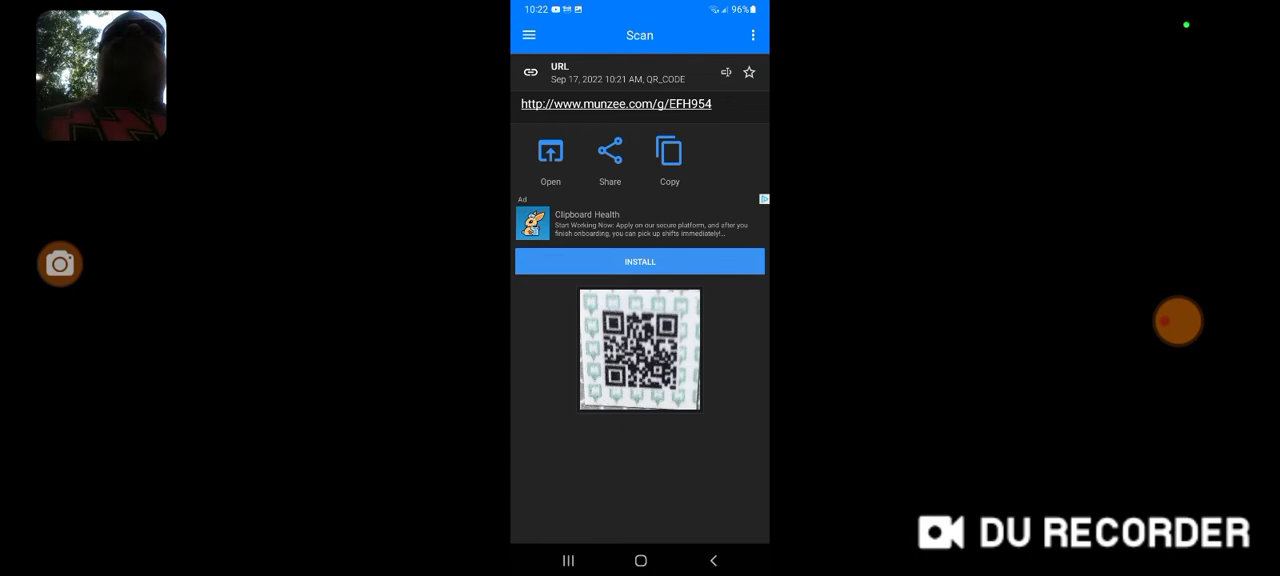 10:22
96%
Scan
URL
Sep 17, 2022 10:21 AM, QR_CODE
http://www.munzee.com/g/EFH954
Open
Share
Copy
Ad
Clipboard Health
Start Working Now: Apply on our secure platform, and after you
finish onboarding, you can pick up shifts immediately!...
INSTALL
DU RECORDER